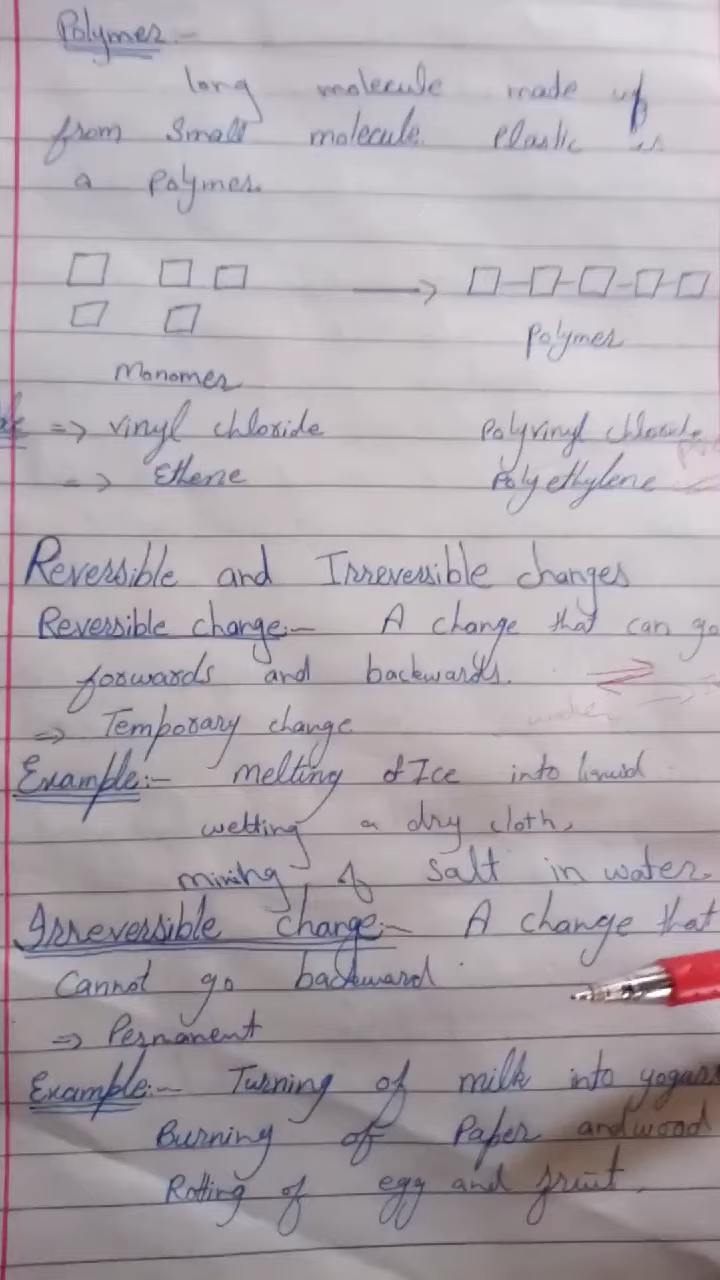 Polymer:-
long molecule made up
from small molecule. Plastic is
a polymer.
Polymer
Monomer
=> vinyl chloride Polyvinyl chloride
=> Ethene Polyethylene
Reversible and Irreversible changes
Reversible change:- A change that can go
forwards and backwards.
=> Temporary change.
Example:- melting of Ice into liquid
wetting a dry cloth,
mixing of salt in water.
Irreversible change:- A change that
cannot go backward
=> Permanent
Example:- Turning of milk into
Burning of Paper and wood
Rotting of egg and fruit.